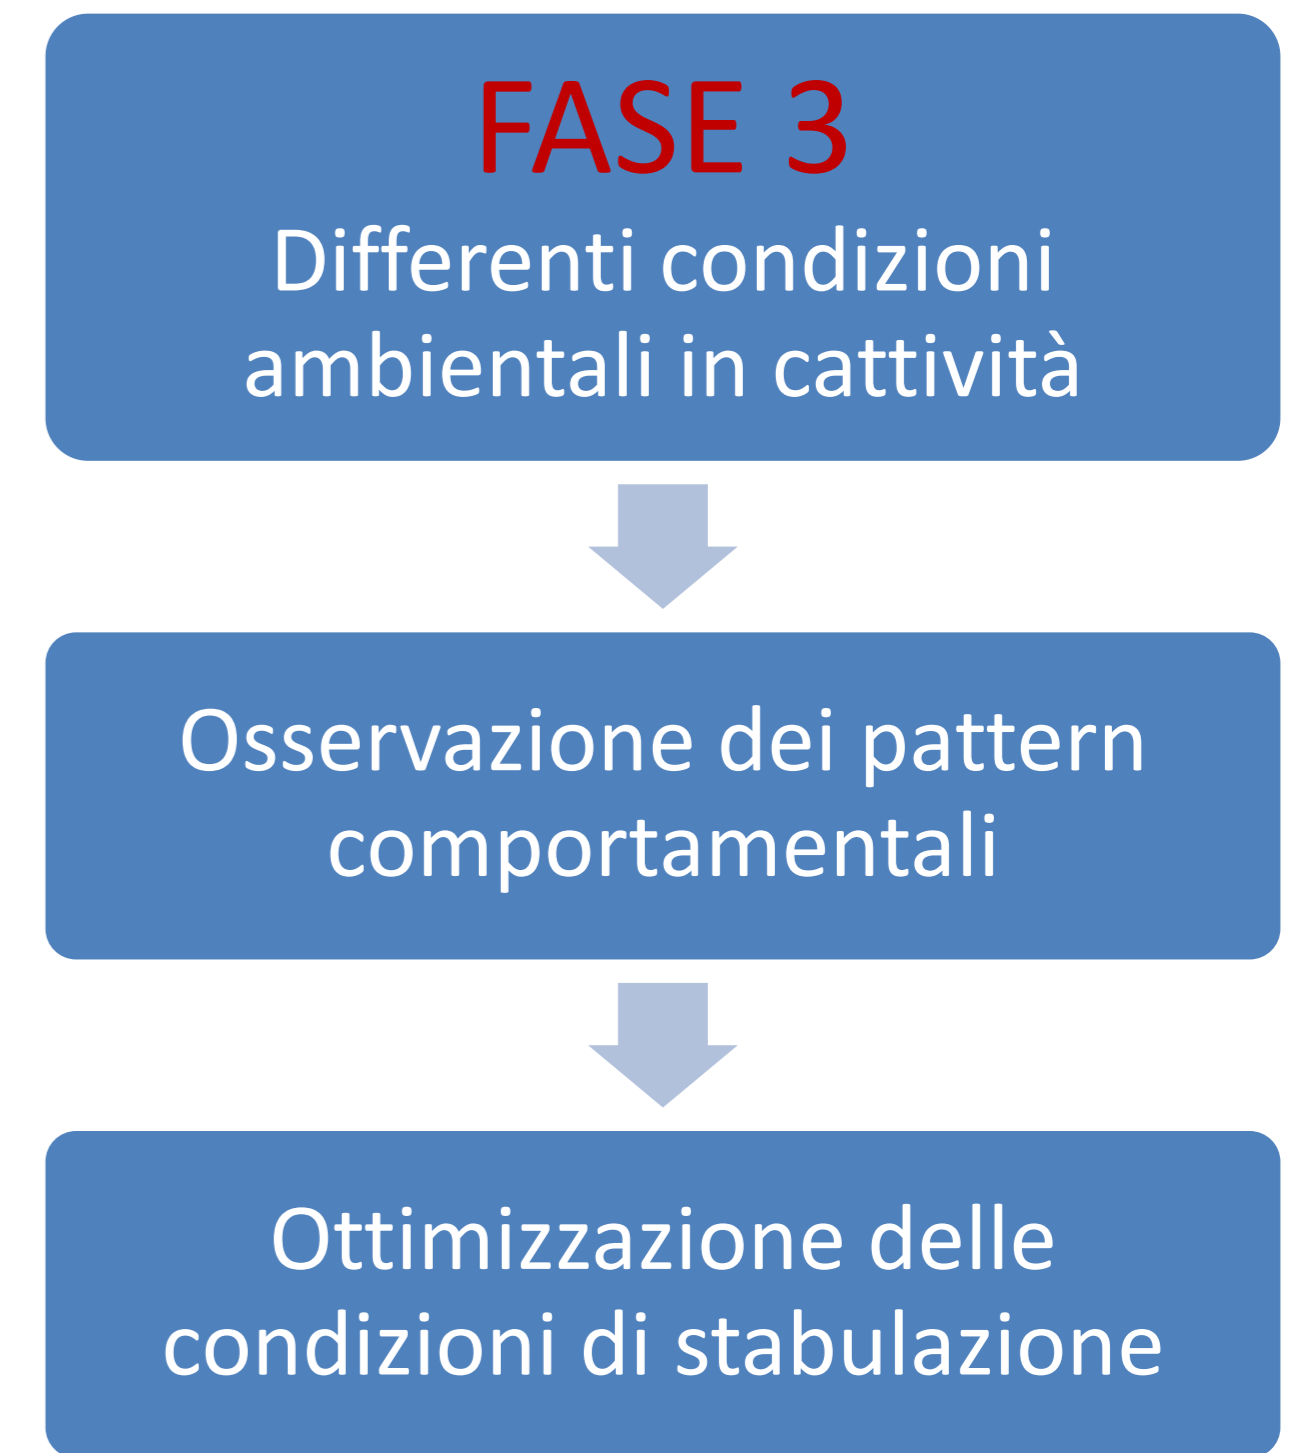 FASE 3
Differenti condizioni
ambientali in cattività
Osservazione dei pattern
comportamentali
Ottimizzazione delle
condizioni di stabulazione